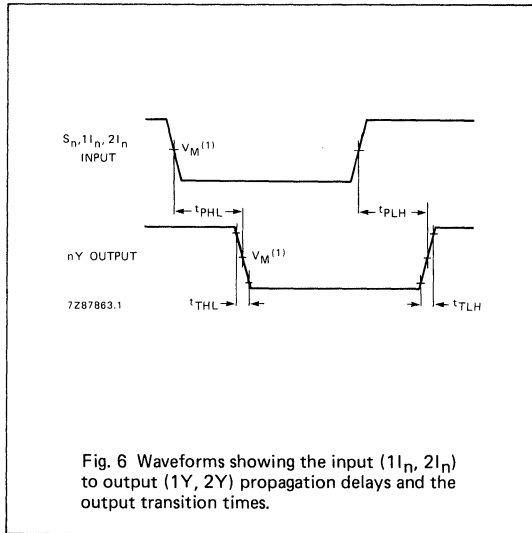 Sn, 1In, 2In
INPUT
VM(1)
tPHL
tPLH
nY OUTPUT
VM(1)
7Z87863.1
tTHL
tTLH
Fig. 6 Waveforms showing the input (1In, 2In)
to output (1Y, 2Y) propagation delays and the
output transition times.